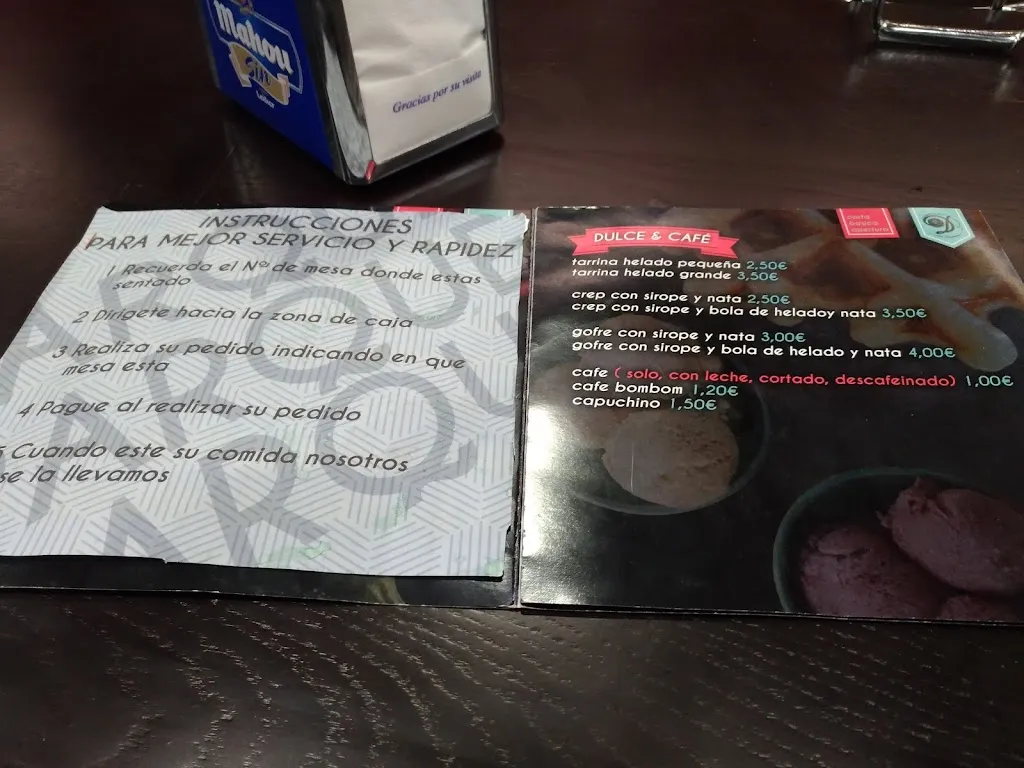 Mahou
Gracias por su visita
INSTRUCCIONES
PARA MEJOR SERVICIO Y RAPIDEZ
1 Recuerda el Nº de mesa donde estas
sentado
2 Dirigete hacia la zona de caja
3 Realiza su pedido indicando en que
mesa esta
4 Pague al realizar su pedido
5 Cuando este su comida nosotros
se la llevamos
DULCE & CAFÉ
tarrina helado pequeña 2,50€
tarrina helado grande 3,50€
crep con sirope y nata 2,50€
crep con sirope y bola de heladoy nata 3,50€
gofre con sirope y nata 3,00€
gofre con sirope y bola de helado y nata 4,00€
cafe ( solo, con leche, cortado, descafeinado) 1,00€
cafe bombom 1,20€
capuchino 1,50€